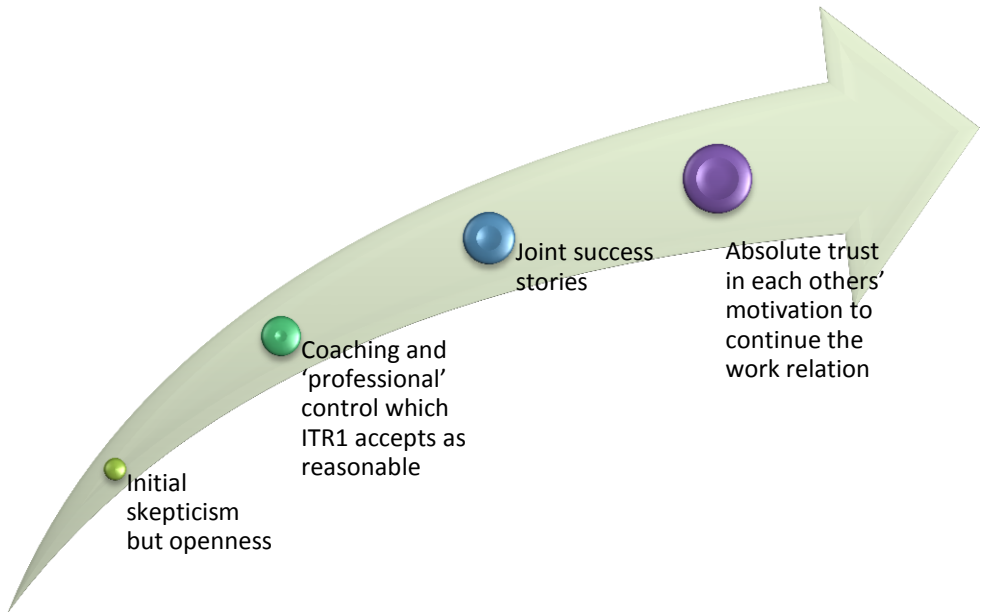 Initial
skepticism
but openness
Coaching and
‘professional’
control which
ITR1 accepts as
reasonable
Joint success
stories
Absolute trust
in each others’
motivation to
continue the
work relation